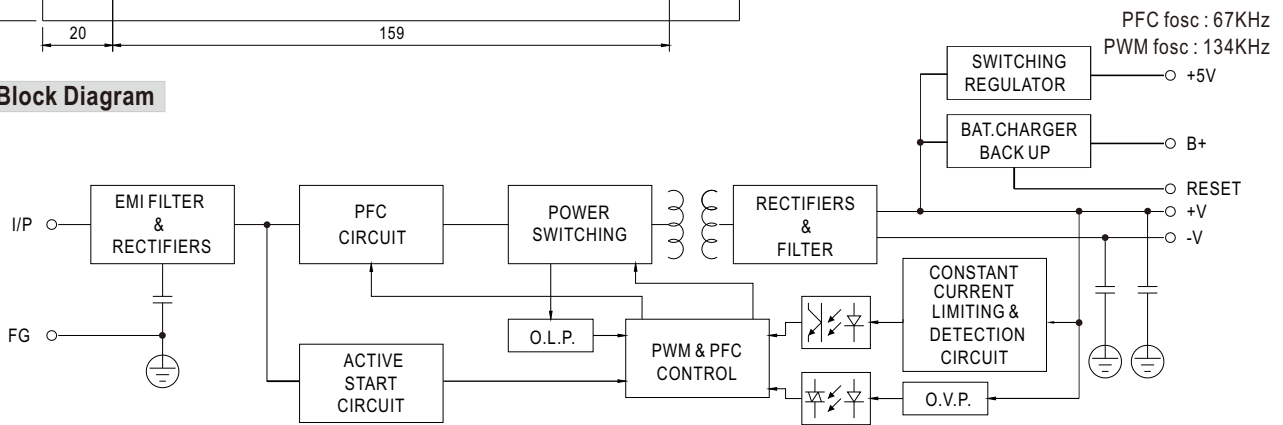 20
159
PFC fosc : 67KHz
PWM fosc : 134KHz
Block Diagram
SWITCHING
REGULATOR
+5V
BAT.CHARGER
BACK UP
B+
RESET
+V
-V
I/P
EMI FILTER
&
RECTIFIERS
PFC
CIRCUIT
POWER
SWITCHING
RECTIFIERS
&
FILTER
CONSTANT
CURRENT
LIMITING &
DETECTION
CIRCUIT
FG
O.L.P.
PWM & PFC
CONTROL
ACTIVE
START
CIRCUIT
O.V.P.